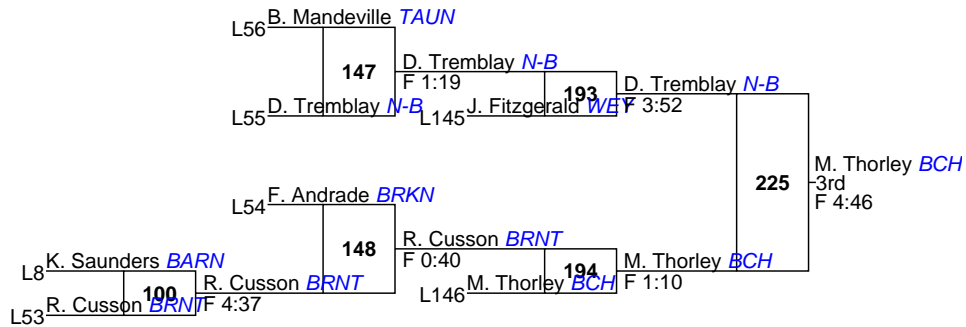 B. Mandeville TAUN
L56
147
D. Tremblay N-B
F 1:19
D. Tremblay N-B
L55
193
J. Fitzgerald WEY
L145
D. Tremblay N-B
F 3:52
225
M. Thorley BCH
3rd
F 4:46
F. Andrade BRKN
L54
148
R. Cusson BRNT
F 0:40
194
M. Thorley BCH
L146
M. Thorley BCH
F 1:10
K. Saunders BARN
L8
100
R. Cusson BRNT
F 4:37
R. Cusson BRNT
L53